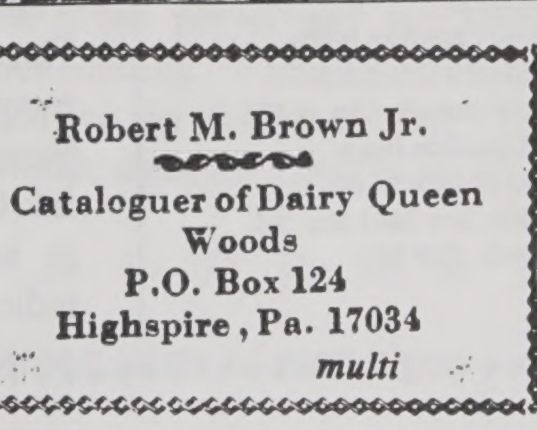 Robert M. Brown Jr.
Cataloguer of Dairy Queen
Woods
P.O. Box 124
Highspire, Pa. 17034
multi